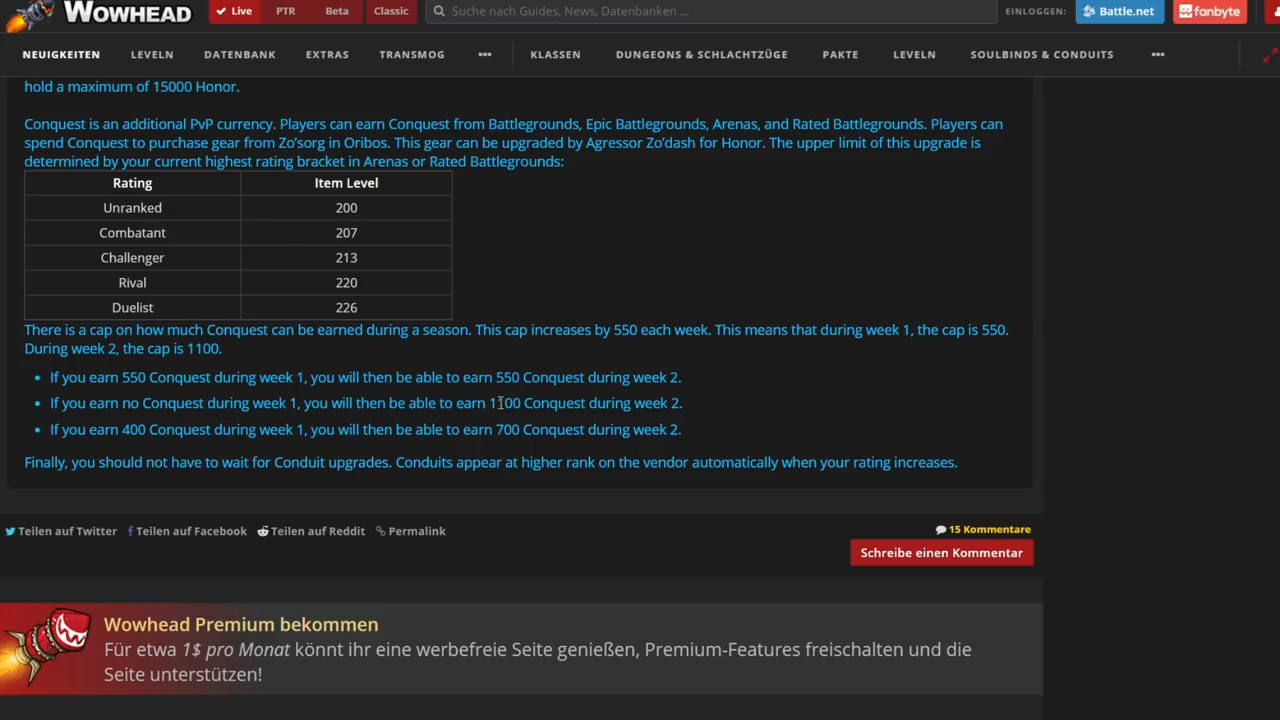 WOWHEAD Live PTR Beta Classic Suche nach Guides, News, Datenbanken ... EINLOGGEN: Battle.net fanbyte
NEUIGKEITEN LEVELN DATENBANK EXTRAS TRANSMOG ••• KLASSEN DUNGEONS & SCHLACHTZÜGE PAKTE LEVELN SOULBINDS & CONDUITS •••
hold a maximum of 15000 Honor.
Conquest is an additional PvP currency. Players can earn Conquest from Battlegrounds, Epic Battlegrounds, Arenas, and Rated Battlegrounds. Players can
spend Conquest to purchase gear from Zo'sorg in Oribos. This gear can be upgraded by Agressor Zo'dash for Honor. The upper limit of this upgrade is
determined by your current highest rating bracket in Arenas or Rated Battlegrounds:
Rating Item Level
Unranked 200
Combatant 207
Challenger 213
Rival 220
Duelist 226
There is a cap on how much Conquest can be earned during a season. This cap increases by 550 each week. This means that during week 1, the cap is 550.
During week 2, the cap is 1100.
• If you earn 550 Conquest during week 1, you will then be able to earn 550 Conquest during week 2.
• If you earn no Conquest during week 1, you will then be able to earn 1100 Conquest during week 2.
• If you earn 400 Conquest during week 1, you will then be able to earn 700 Conquest during week 2.
Finally, you should not have to wait for Conduit upgrades. Conduits appear at higher rank on the vendor automatically when your rating increases.
Teilen auf Twitter Teilen auf Facebook Teilen auf Reddit Permalink 15 Kommentare
Schreibe einen Kommentar
Wowhead Premium bekommen
Für etwa 1$ pro Monat könnt ihr eine werbefreie Seite genießen, Premium-Features freischalten und die
Seite unterstützen!